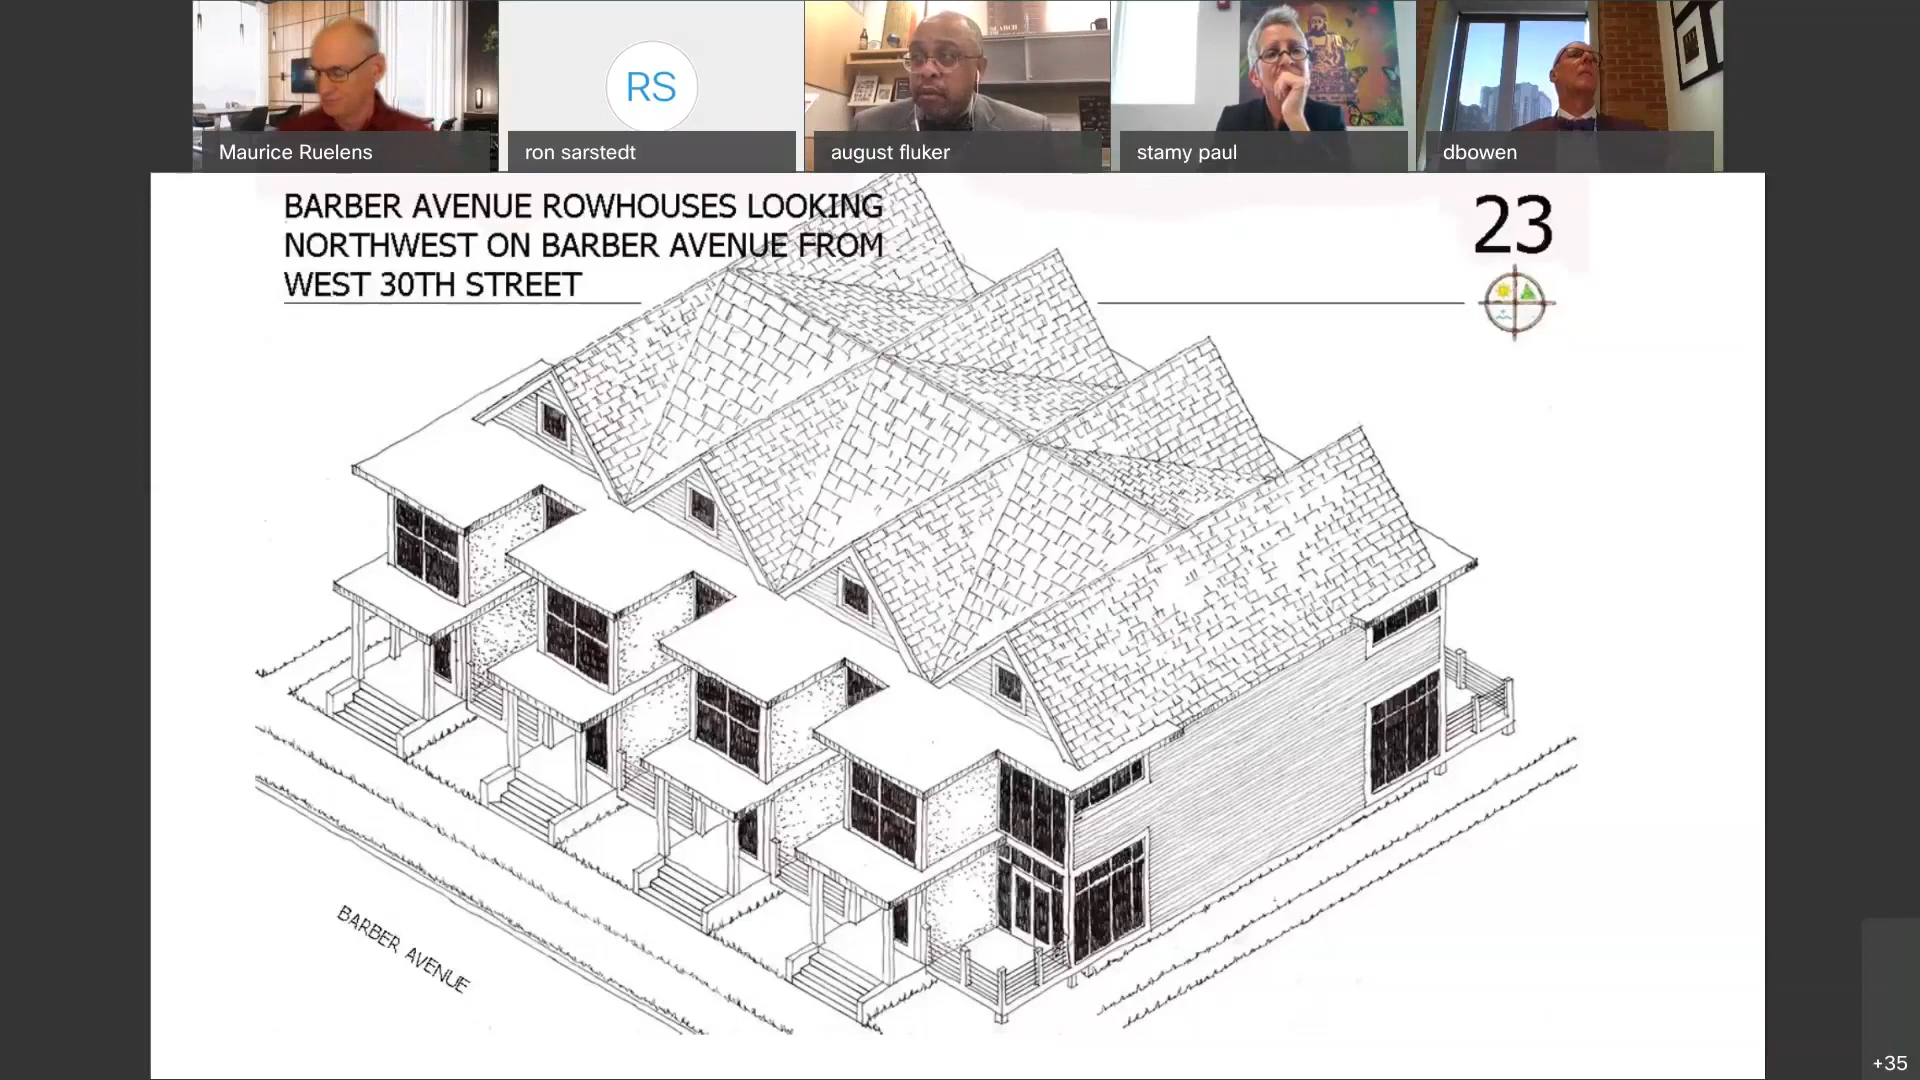 RS
Maurice Ruelens
ron sarstedt
august fluker
stamy paul
dbowen
BARBER AVENUE ROWHOUSES LOOKING
NORTHWEST ON BARBER AVENUE FROM
WEST 30TH STREET
23
BARBER AVENUE
+35